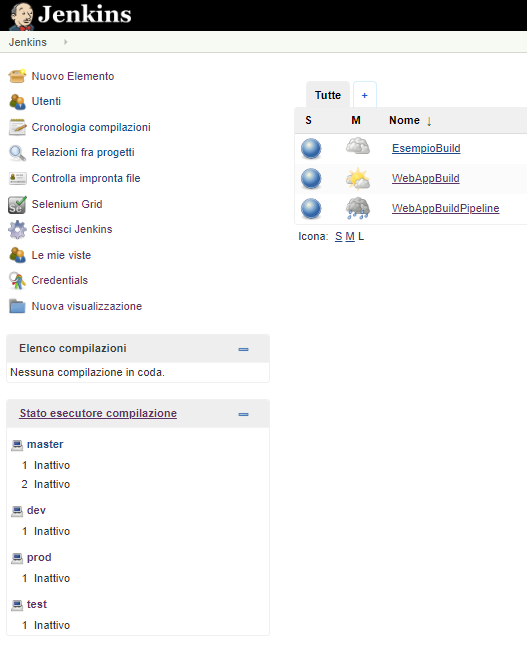 Jenkins
Jenkins
Nuovo Elemento
Utenti
Cronologia compilazioni
Relazioni fra progetti
Controlla impronta file
Selenium Grid
Gestisci Jenkins
Le mie viste
Credentials
Nuova visualizzazione
Elenco compilazioni
Nessuna compilazione in coda.
Stato esecutore compilazione
master
1 Inattivo
2 Inattivo
dev
1 Inattivo
prod
1 Inattivo
test
1 Inattivo
Tutte +
S M Nome ↓
EsempioBuild
WebAppBuild
WebAppBuildPipeline
Icona: S M L